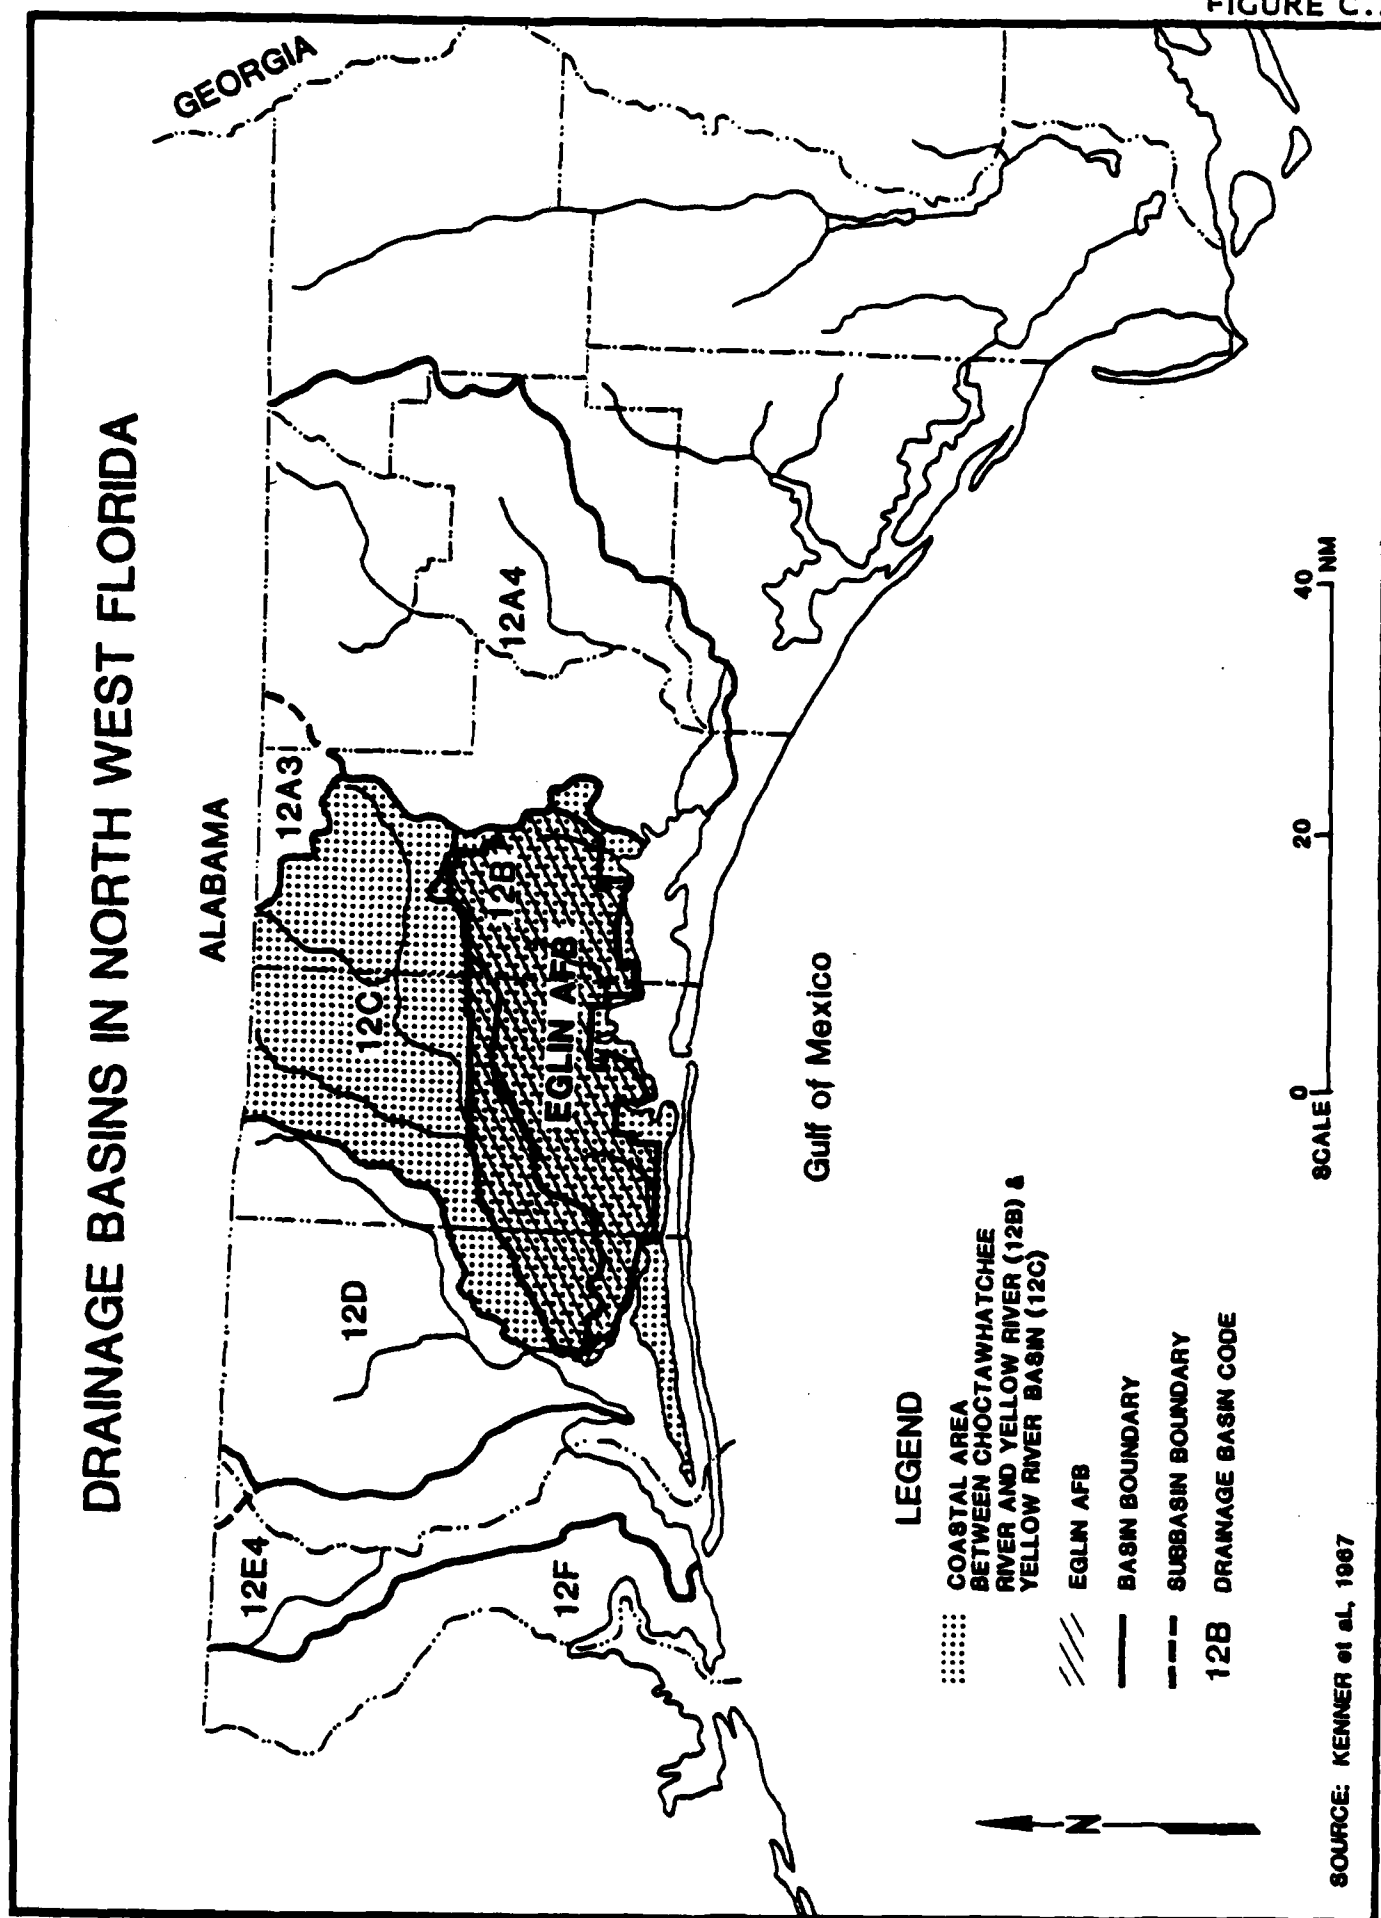 FIGURE C.
DRAINAGE BASINS IN NORTH WEST FLORIDA
GEORGIA
ALABAMA
12E4
12D
12C
12A3
12F
12B
12A4
EGLIN AFB
Gulf of Mexico
LEGEND
COASTAL AREA
BETWEEN CHOCTAWHATCHEE
RIVER AND YELLOW RIVER (12B) &
YELLOW RIVER BASIN (12C)
EGLIN AFB
BASIN BOUNDARY
SUBBASIN BOUNDARY
12B DRAINAGE BASIN CODE
N
SCALE
0 20 40 NM
SOURCE: KENNER et al., 1967